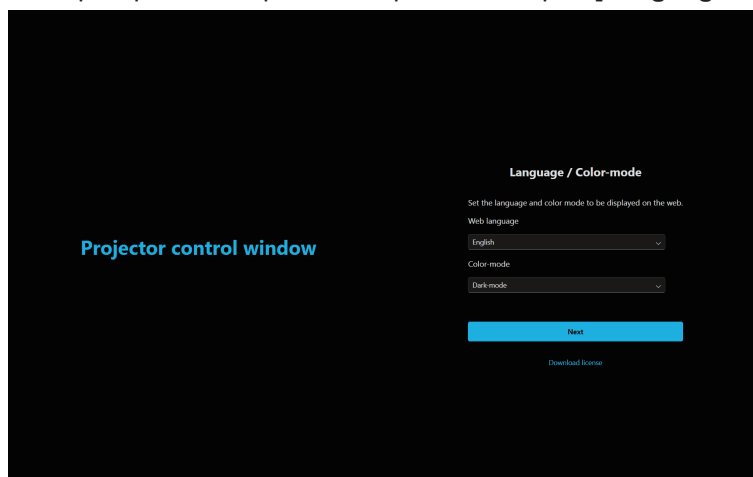 Language / Color-mode
Set the language and color mode to be displayed on the web.
Web language
English
Projector control window
Color-mode
Dark-mode
Next
Download license